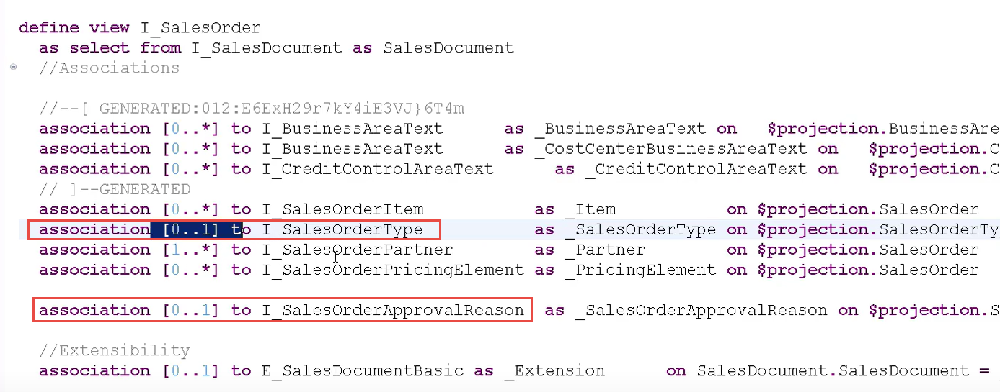 define view I_SalesOrder
as select from I_SalesDocument as SalesDocument
//Associations
//--[ GENERATED:012:E6ExH29r7kY4iE3VJ}6T4m
association [0..*] to I_BusinessAreaText as _BusinessAreaText on $projection.BusinessAre
association [0..*] to I_BusinessAreaText as _CostCenterBusinessAreaText on $projection.C
association [0..*] to I_CreditControlAreaText as _CreditControlAreaText on $projection.C
// ]--GENERATED
association [0..*] to I_SalesOrderItem as _Item on $projection.SalesOrder
association [0..1] to I_SalesOrderType as _SalesOrderType on $projection.SalesOrderTy
association [1..*] to I_SalesOrderPartner as _Partner on $projection.SalesOrder
association [0..*] to I_SalesOrderPricingElement as _PricingElement on $projection.SalesOrder
association [0..1] to I_SalesOrderApprovalReason as _SalesOrderApprovalReason on $projection.S
//Extensibility
association [0..1] to E_SalesDocumentBasic as _Extension on SalesDocument.SalesDocument =